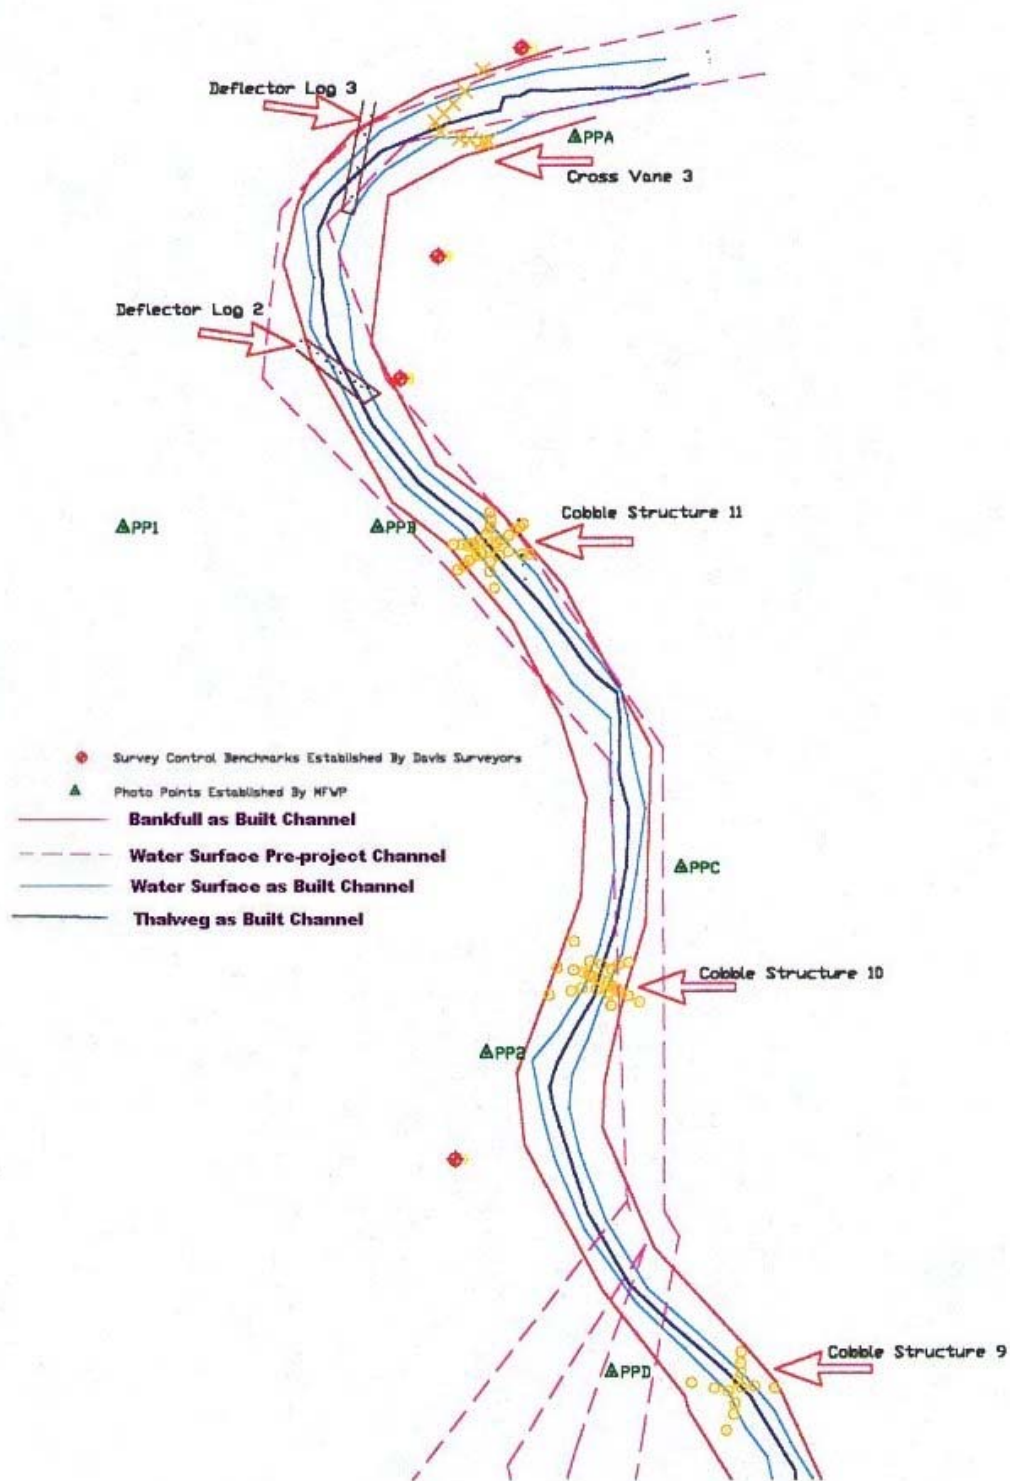 Deflector Log 3
PPA
Cross Vane 3
Deflector Log 2
Cobble Structure 11
PP1
PPB
Survey Control Benchmarks Established By Davis Surveyors
Photo Points Established By MFWP
Bankfull as Built Channel
Water Surface Pre-project Channel
Water Surface as Built Channel
Thalweg as Built Channel
PPC
Cobble Structure 10
PP2
Cobble Structure 9
PPD